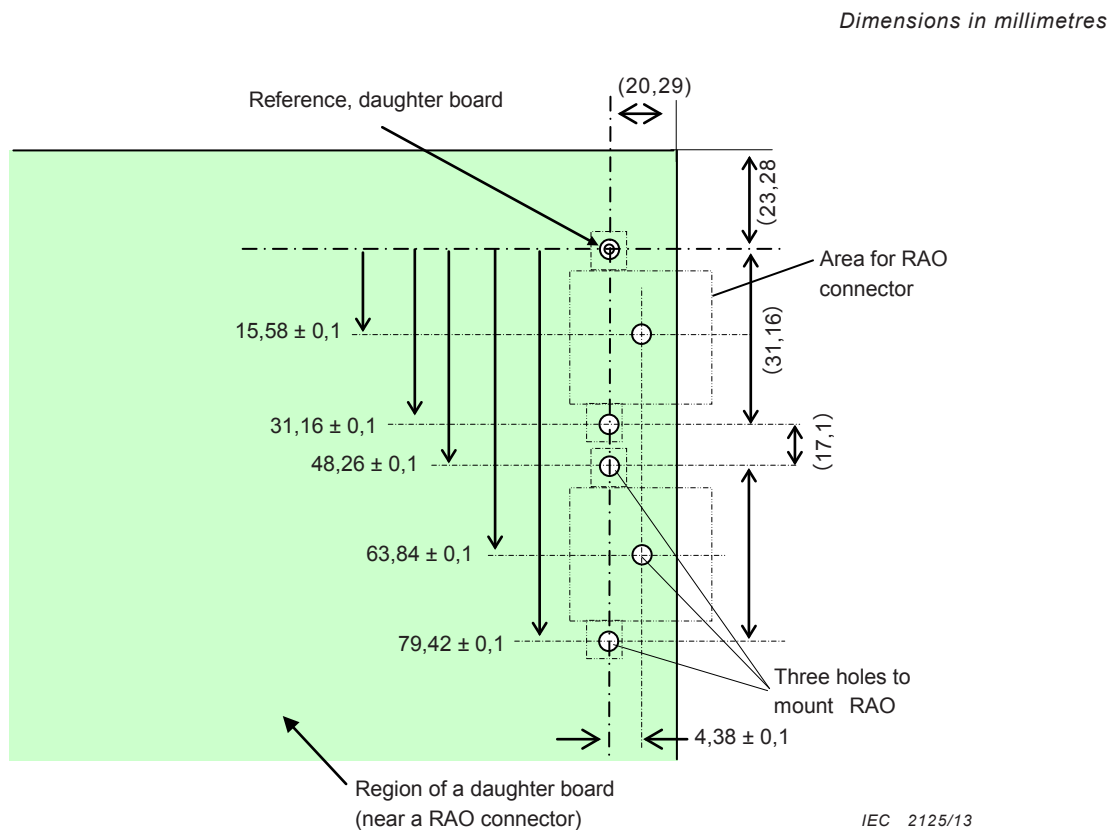 Dimensions in millimetres
(20,29)
Reference, daughter board
(23,28
Area for RAO
connector
15,58 ± 0,1
(31,16)
31,16 ± 0,1
(17,1)
48,26 ± 0,1
63,84 ± 0,1
79,42 ± 0,1
Three holes to
mount RAO
4,38 ± 0,1
Region of a daughter board
(near a RAO connector)
IEC 2125/13